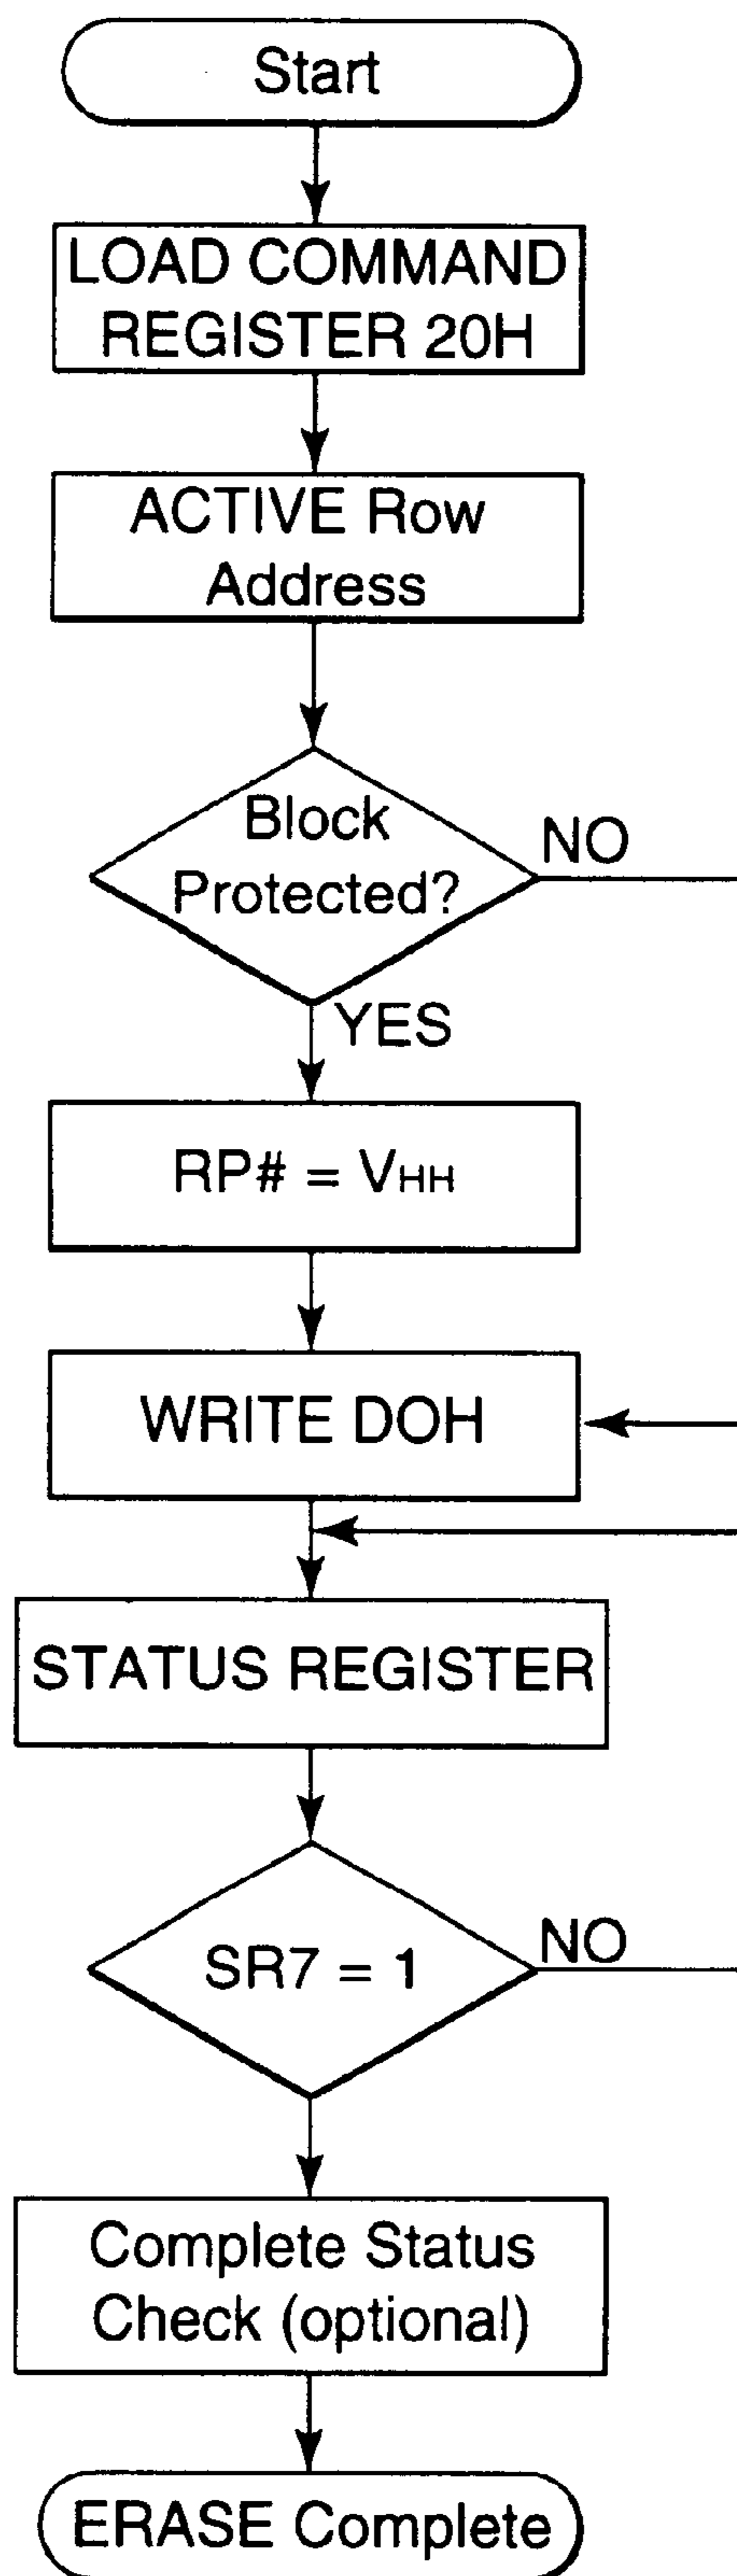 Start
LOAD COMMAND
REGISTER 20H
ACTIVE Row
Address
Block
Protected?
NO
YES
RP# = VHH
WRITE DOH
STATUS REGISTER
SR7 = 1
NO
Complete Status
Check (optional)
ERASE Complete